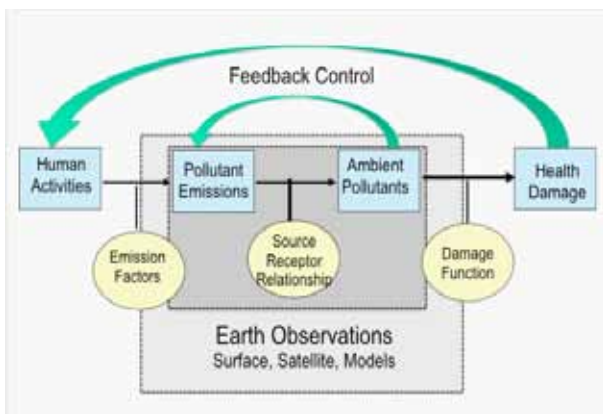 Feedback Control
Human
Activities
Pollutant
Emissions
Ambient
Pollutants
Health
Damage
Emission
Factors
Source
Receptor
Relationship
Damage
Function
Earth Observations
Surface, Satellite, Models